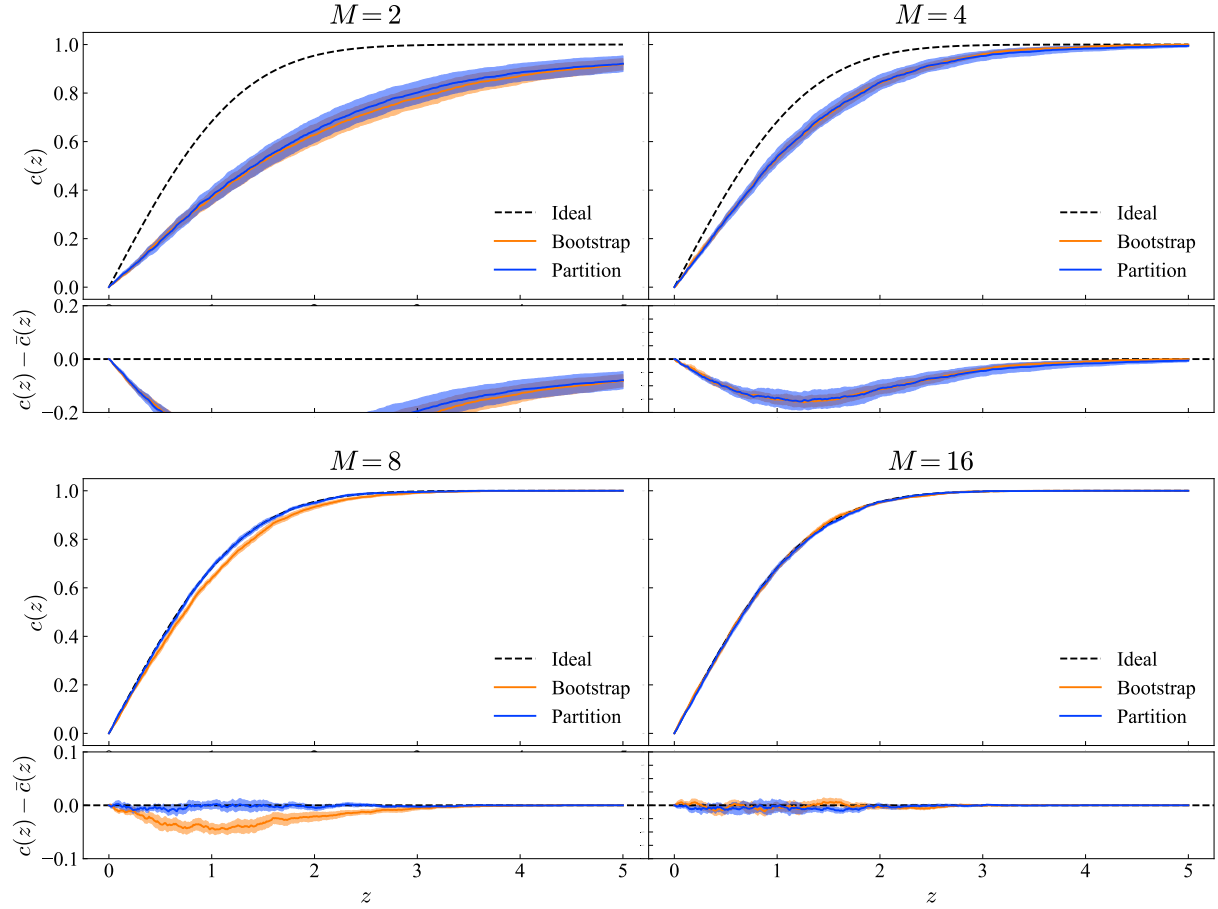 M = 2
M = 4
1.0
0.8
0.6
0.4
0.2
0.0
c(z)
Ideal
Bootstrap
Partition
Ideal
Bootstrap
Partition
0.2
0.0
−0.2
c(z) − c̄(z)
M = 8
M = 16
1.0
0.8
0.6
0.4
0.2
0.0
c(z)
Ideal
Bootstrap
Partition
Ideal
Bootstrap
Partition
0.1
0.0
−0.1
c(z) − c̄(z)
0 1 2 3 4 5
0 1 2 3 4 5
z
z